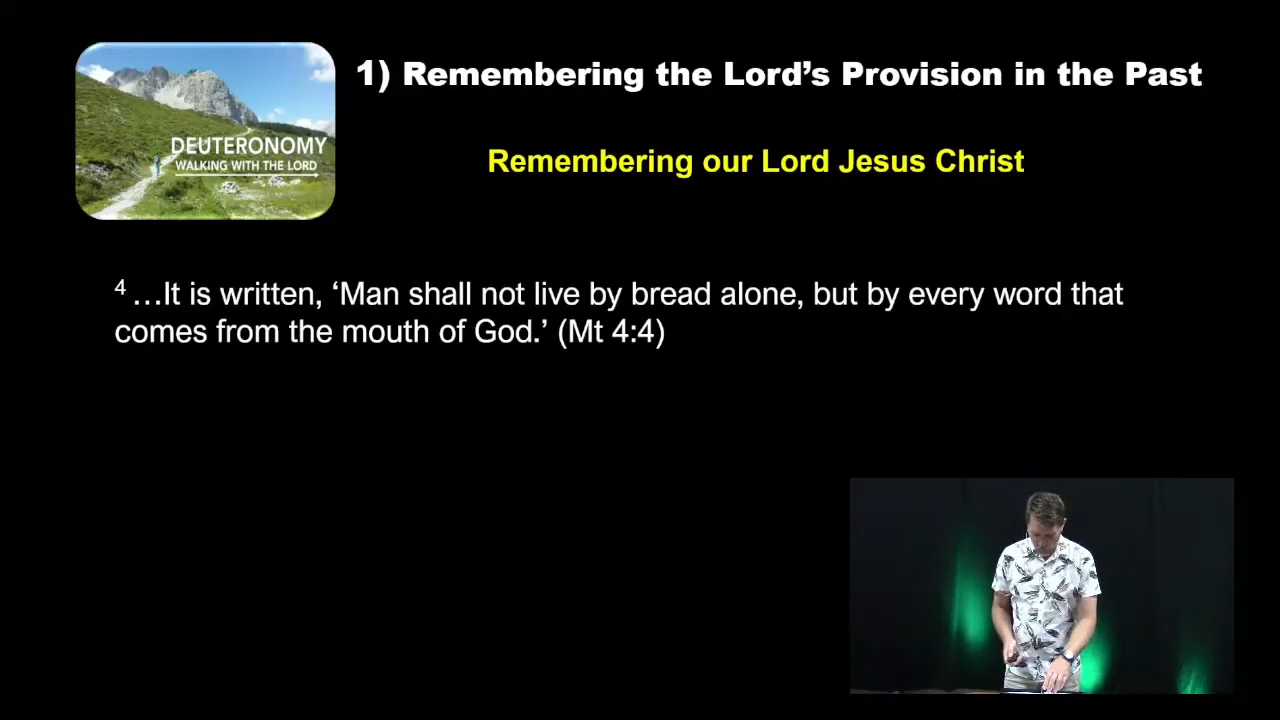 1) Remembering the Lord’s Provision in the Past
DEUTERONOMY
WALKING WITH THE LORD
Remembering our Lord Jesus Christ
4 …It is written, ‘Man shall not live by bread alone, but by every word that
comes from the mouth of God.’ (Mt 4:4)